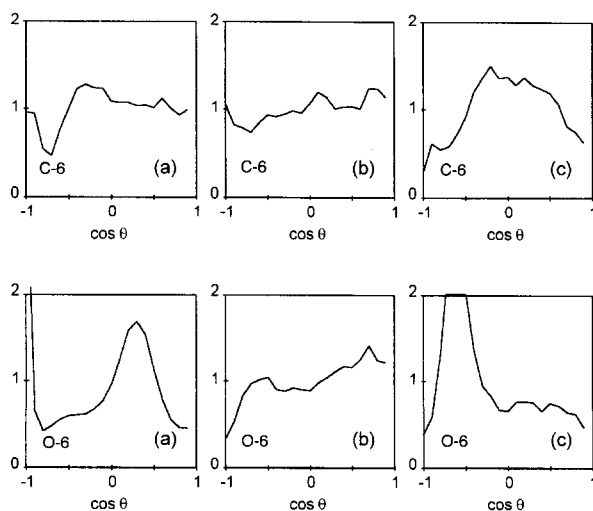 2 2 2
1 1 1
C-6 (a) C-6 (b) C-6 (c)
0 0 0
-1 0 1 -1 0 1 -1 0 1
cos θ cos θ cos θ
2 2 2
1 1 1
O-6 (a) O-6 (b) O-6 (c)
0 0 0
-1 0 1 -1 0 1 -1 0 1
cos θ cos θ cos θ